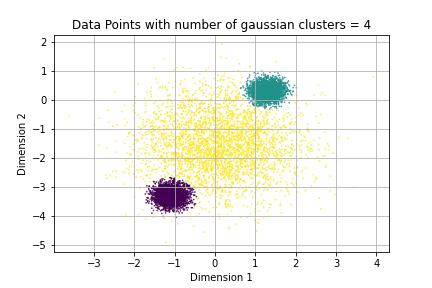 Data Points with number of gaussian clusters = 4
2
1
0
−1
−2
−3
−4
−5
Dimension 2
−3 −2 −1 0 1 2 3 4
Dimension 1